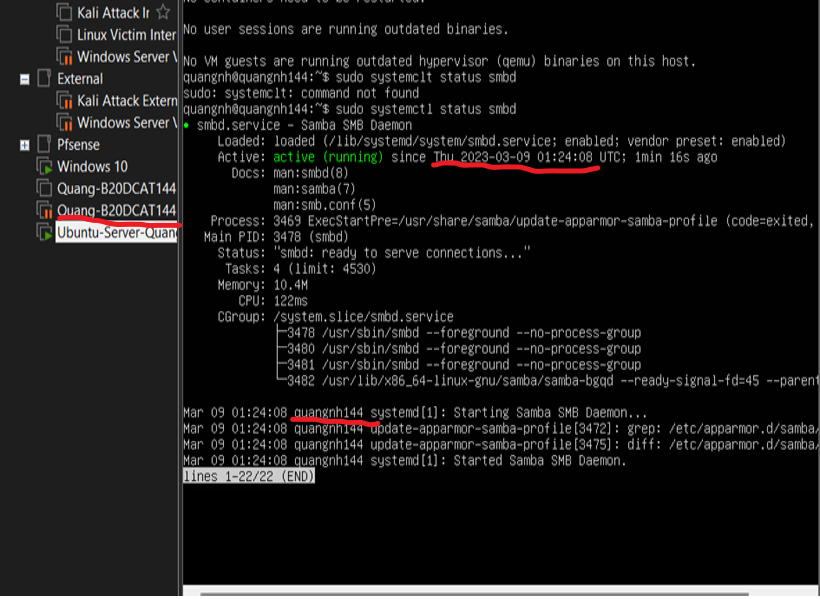 Kali Attack Ir
Linux Victim Inter
Windows Server V
External
Kali Attack Extern
Windows Server V
Pfsense
Windows 10
Quang-B20DCAT144
Quang-B20DCAT144
Ubuntu-Server-Quan
No user sessions are running outdated binaries.
No VM guests are running outdated hypervisor (qemu) binaries on this host.
quangnh@quangnh144:~$ sudo systemclt status smbd
sudo: systemclt: command not found
quangnh@quangnh144:~$ sudo systemctl status smbd
● smbd.service - Samba SMB Daemon
Loaded: loaded (/lib/systemd/system/smbd.service; enabled; vendor preset: enabled)
Active: active (running) since Thu 2023-03-09 01:24:08 UTC; 1min 16s ago
Docs: man:smbd(8)
man:samba(7)
man:smb.conf(5)
Process: 3469 ExecStartPre=/usr/share/samba/update-apparmor-samba-profile (code=exited,
Main PID: 3478 (smbd)
Status: "smbd: ready to serve connections..."
Tasks: 4 (limit: 4530)
Memory: 10.4M
CPU: 122ms
CGroup: /system.slice/smbd.service
├─3478 /usr/sbin/smbd --foreground --no-process-group
├─3480 /usr/sbin/smbd --foreground --no-process-group
├─3481 /usr/sbin/smbd --foreground --no-process-group
└─3482 /usr/lib/x86_64-linux-gnu/samba/samba-bgqd --ready-signal-fd=45 --parent
Mar 09 01:24:08 quangnh144 systemd[1]: Starting Samba SMB Daemon...
Mar 09 01:24:08 quangnh144 update-apparmor-samba-profile[3472]: grep: /etc/apparmor.d/samba/
Mar 09 01:24:08 quangnh144 update-apparmor-samba-profile[3475]: diff: /etc/apparmor.d/samba/
Mar 09 01:24:08 quangnh144 systemd[1]: Started Samba SMB Daemon.
lines 1-22/22 (END)